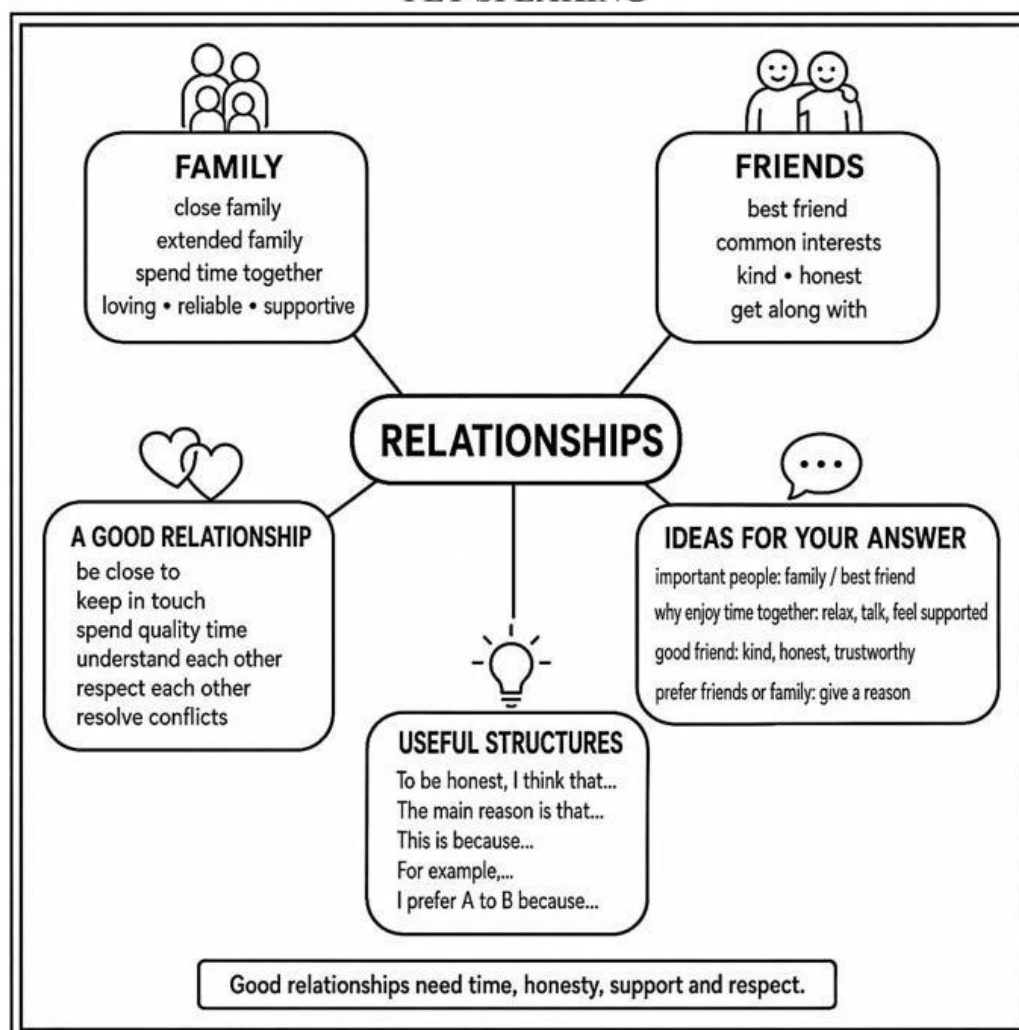 PET SPEAKING
FAMILY
close family
extended family
spend time together
loving • reliable • supportive
FRIENDS
best friend
common interests
kind • honest
get along with
RELATIONSHIPS
A GOOD RELATIONSHIP
be close to
keep in touch
spend quality time
understand each other
respect each other
resolve conflicts
IDEAS FOR YOUR ANSWER
important people: family / best friend
why enjoy time together: relax, talk, feel supported
good friend: kind, honest, trustworthy
prefer friends or family: give a reason
USEFUL STRUCTURES
To be honest, I think that...
The main reason is that...
This is because...
For example,...
I prefer A to B because...
Good relationships need time, honesty, support and respect.